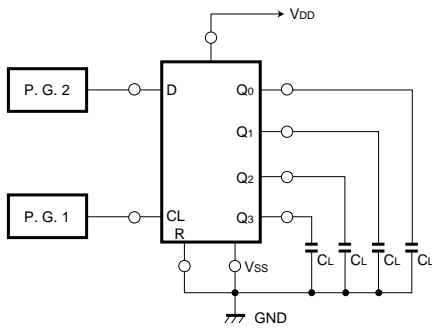 VDD
P. G. 2
D
Q0
Q1
Q2
P. G. 1
CL
Q3
R
CL
CL
CL
CL
VSS
GND